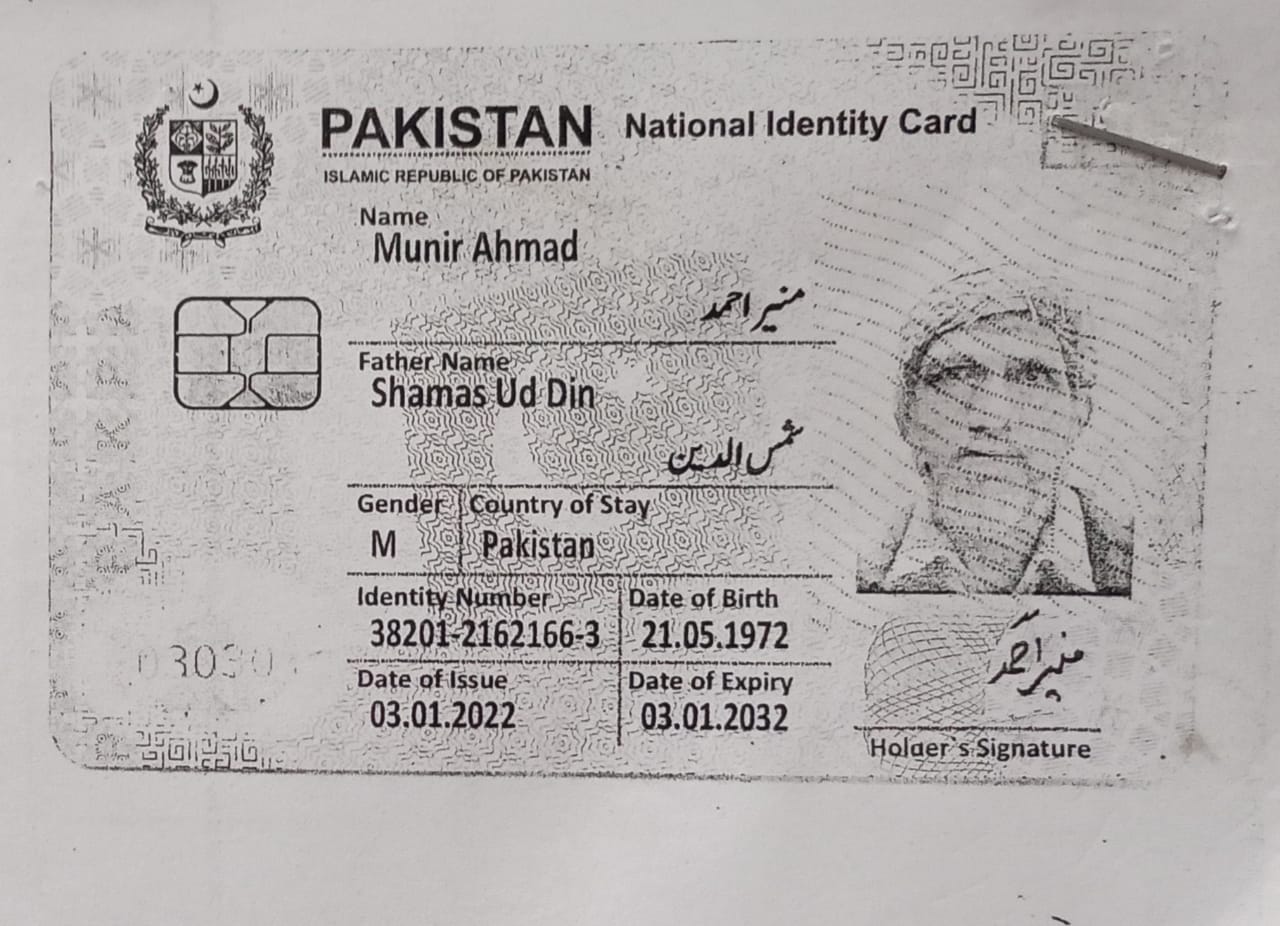 PAKISTAN National Identity Card
ISLAMIC REPUBLIC OF PAKISTAN
Name
Munir Ahmad
منیر احمد
Father Name
Shamas Ud Din
شمس الدین
Gender Country of Stay
M Pakistan
Identity Number Date of Birth
38201-2162166-3 21.05.1972
Date of Issue Date of Expiry
03.01.2022 03.01.2032
منیر احمد
Holder's Signature